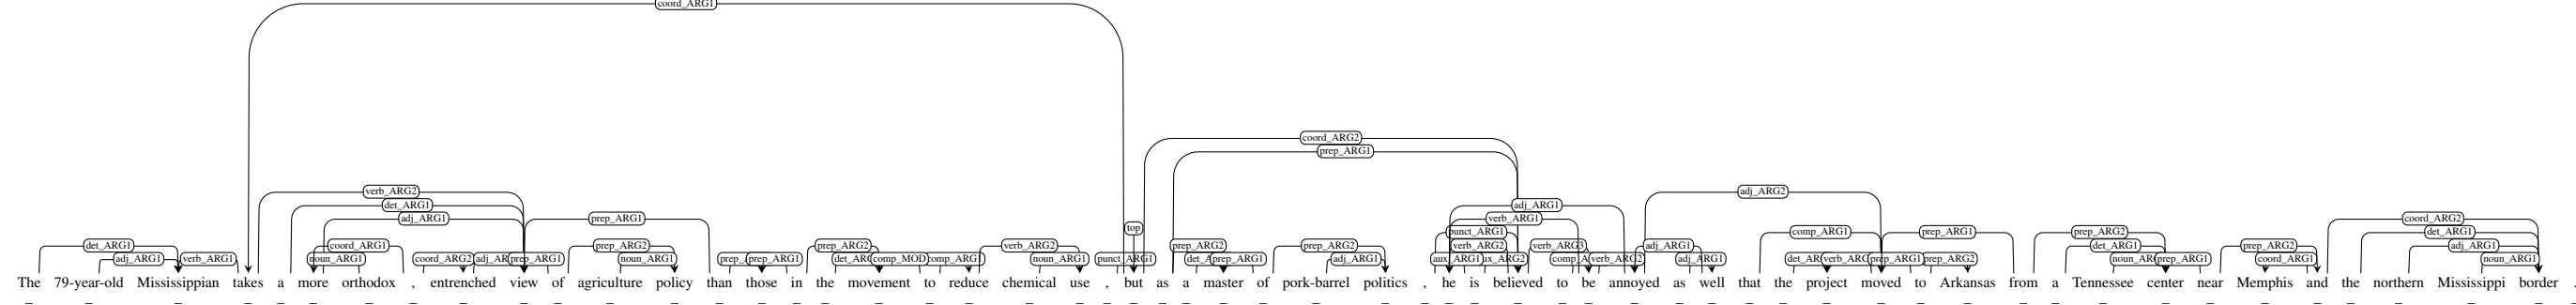 coord_ARG1
coord_ARG2
prep_ARG1
verb_ARG2 adj_ARG2
det_ARG1 adj_ARG1
adj_ARG1 prep_ARG1 verb_ARG1 coord_ARG2
top punct_ARG1 comp_ARG1 prep_ARG1 prep_ARG2 det_ARG1
det_ARG1 coord_ARG1 prep_ARG2 prep_ARG2 verb_ARG2 prep_ARG2 prep_ARG2 verb_ARG2 verb_ARG3 adj_ARG1 det_ARG1 prep_ARG2 adj_ARG1
adj_ARG1 verb_ARG1 noun_ARG1 coord_ARG2 prep_ARG1 noun_ARG1 prep_ARG1 comp_MOD comp_ARG1 noun_ARG1 punct_ARG1 prep_ARG1 adj_ARG1 aux_ARG1 verb_ARG2 adj_ARG1 prep_ARG1 prep_ARG2 prep_ARG1 coord_ARG1 noun_ARG1
The 79-year-old Mississippian takes a more orthodox , entrenched view of agriculture policy than those in the movement to reduce chemical use , but as a master of pork-barrel politics , he is believed to be annoyed as well that the project moved to Arkansas from a Tennessee center near Memphis and the northern Mississippi border